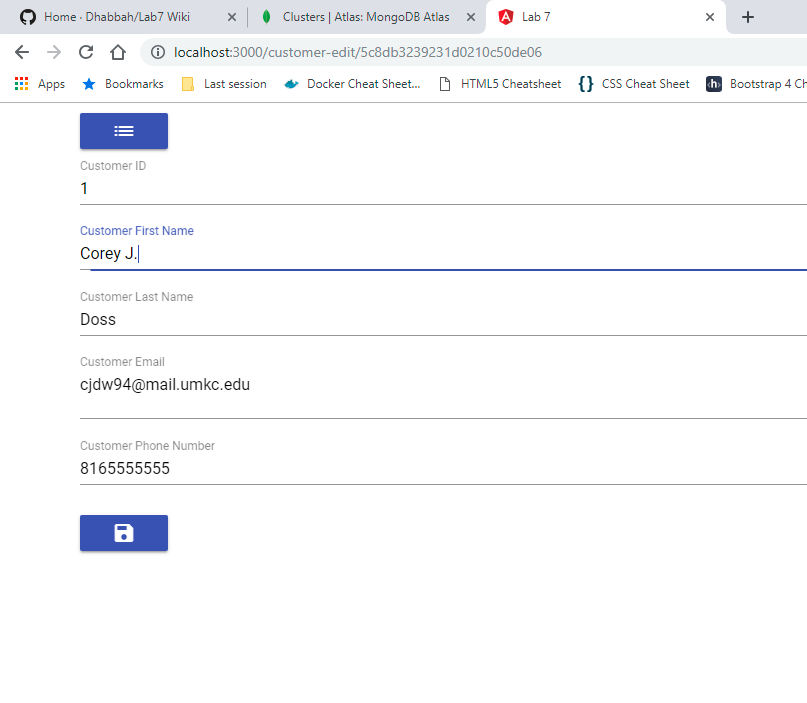 Home · Dhabbah/Lab7 Wiki
Clusters | Atlas: MongoDB Atlas
Lab 7
localhost:3000/customer-edit/5c8db3239231d0210c50de06
Apps
Bookmarks
Last session
Docker Cheat Sheet...
HTML5 Cheatsheet
{} CSS Cheat Sheet
<h> Bootstrap 4 Ch
Customer ID
1
Customer First Name
Corey J.
Customer Last Name
Doss
Customer Email
cjdw94@mail.umkc.edu
Customer Phone Number
8165555555